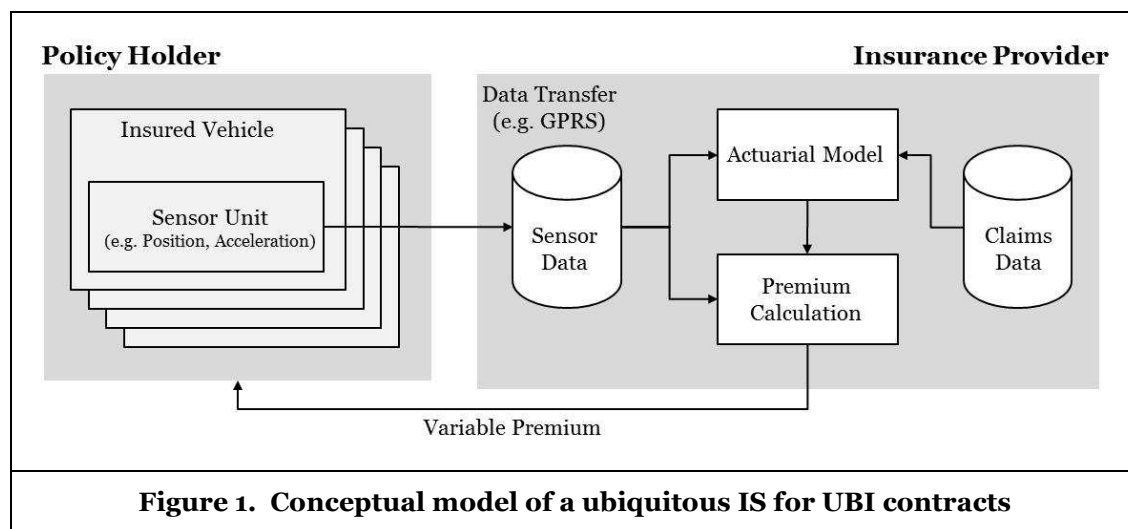 Policy Holder
Insurance Provider
Insured Vehicle
Sensor Unit
(e.g. Position, Acceleration)
Data Transfer
(e.g. GPRS)
Sensor
Data
Actuarial Model
Premium
Calculation
Claims
Data
Variable Premium
Figure 1. Conceptual model of a ubiquitous IS for UBI contracts